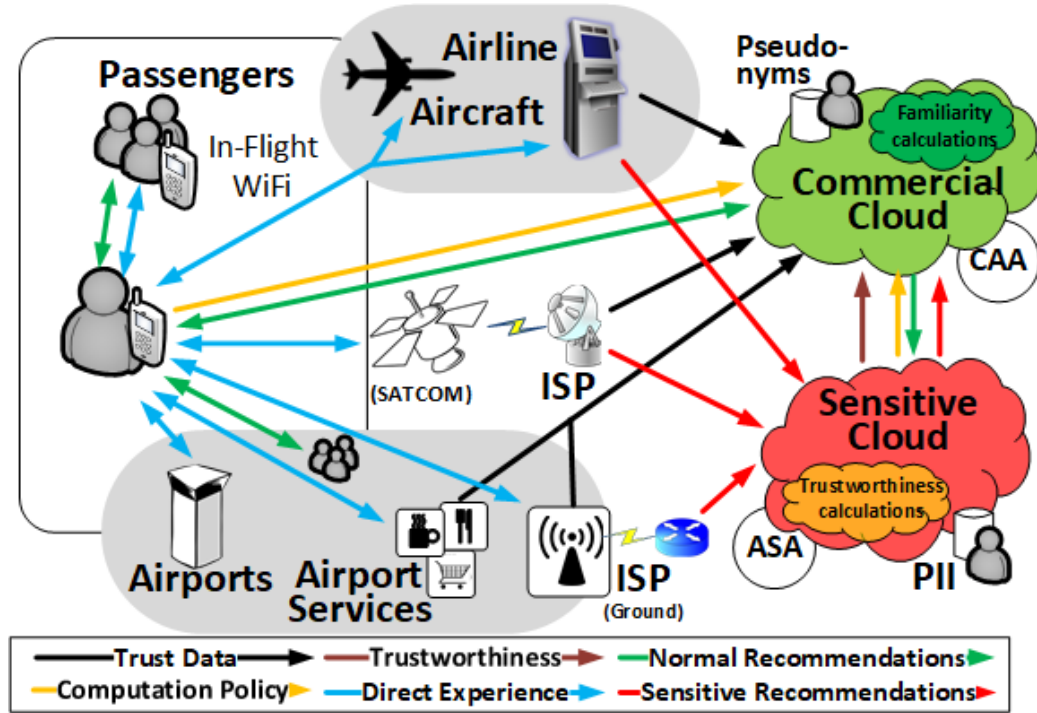 Passengers
In-Flight
WiFi
Airline
Aircraft
Pseudo-
nyms
Familiarity
calculations
Commercial
Cloud
CAA
(SATCOM)
ISP
Sensitive
Cloud
Trustworthiness
calculations
ASA
PII
Airports
Airport
Services
ISP
(Ground)
Trust Data
Trustworthiness
Normal Recommendations
Computation Policy
Direct Experience
Sensitive Recommendations